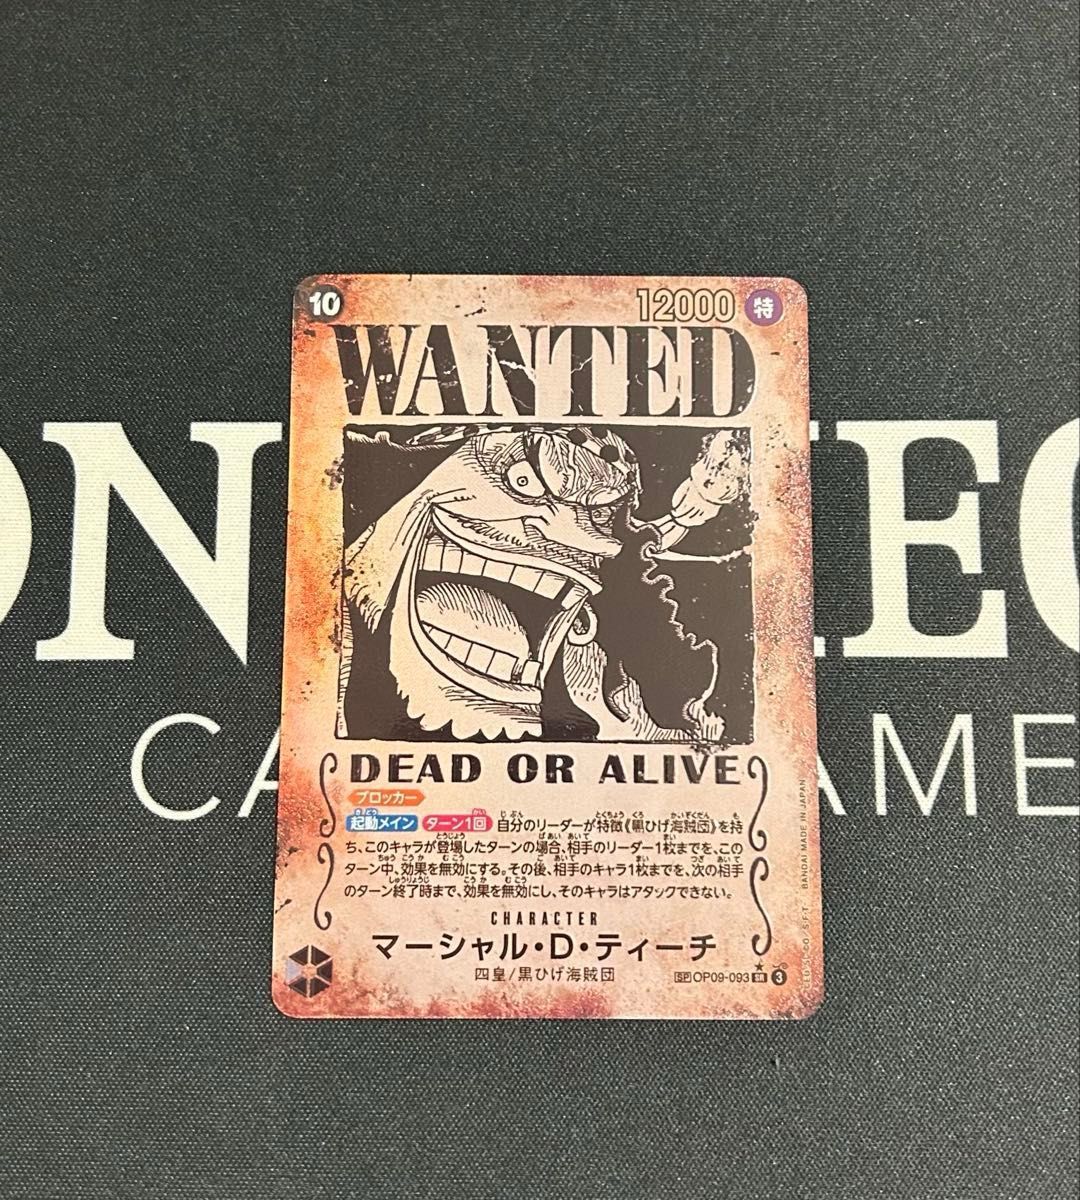 10 12000 特
WANTED
DEAD OR ALIVE
ブロッカー
起動メイン ターン1回 自分のリーダーが特徴《黒ひげ海賊団》を持
ち、このキャラが登場したターンの場合、相手のリーダー1枚までを、この
ターン中、効果を無効にする。その後、相手のキャラ1枚までを、次の相手
のターン終了時まで、効果を無効にし、そのキャラはアタックできない。
CHARACTER
マーシャル・D・ティーチ
四皇/黒ひげ海賊団
SP OP09-093 SR 3
BANDAI MADE IN JAPAN